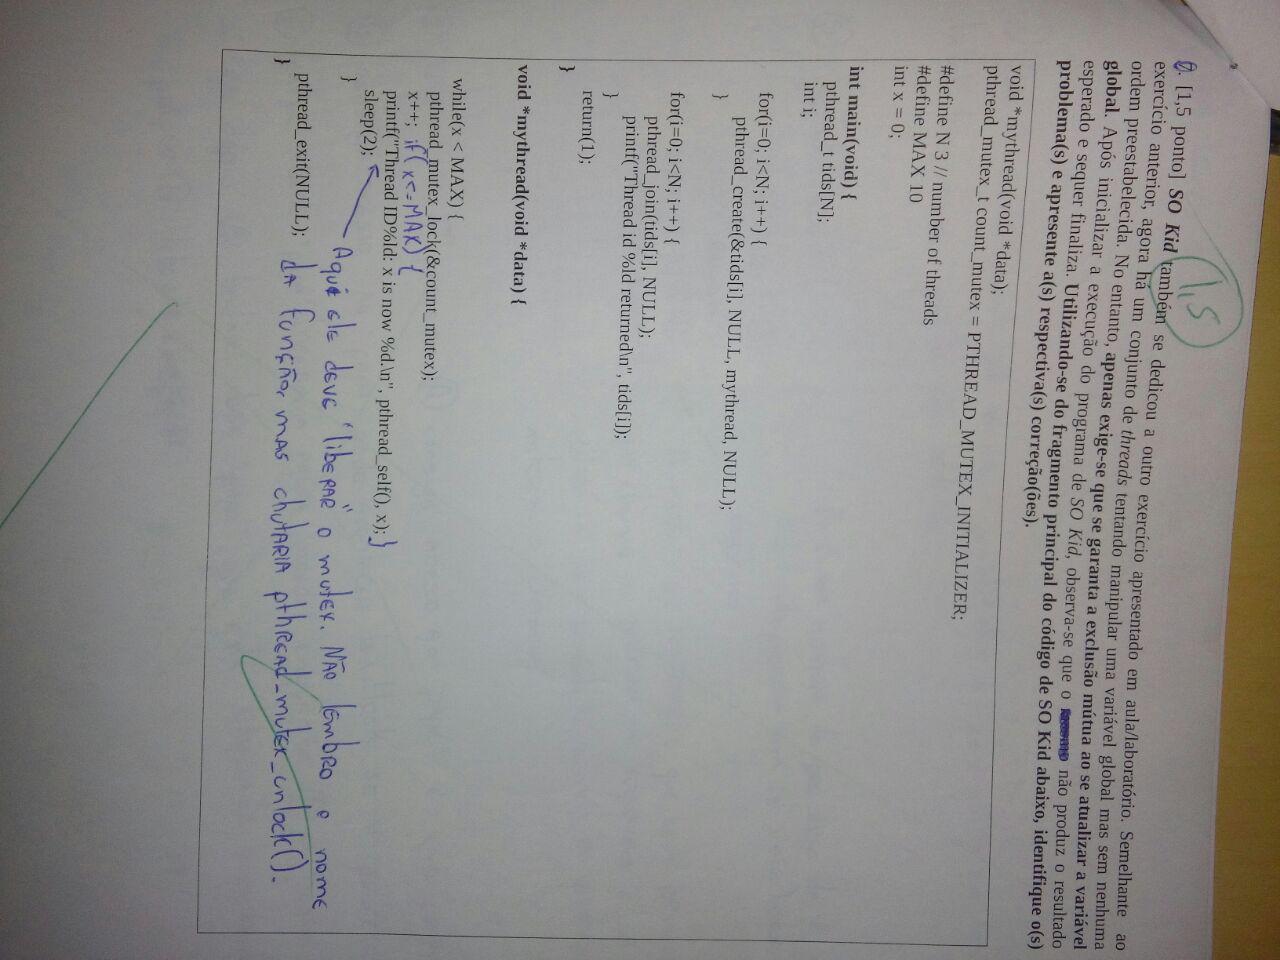 1,5
0. [1,5 ponto] SO Kid também se dedicou a outro exercício apresentado em aula/laboratório. Semelhante ao
exercício anterior, agora há um conjunto de threads tentando manipular uma variável global mas sem nenhuma
ordem preestabelecida. No entanto, apenas exige-se que se garanta a exclusão mútua ao se atualizar a variável
global. Após inicializar a execução do programa de SO Kid, observa-se que o não produz o resultado
esperado e sequer finaliza. Utilizando-se do fragmento principal do código de SO Kid abaixo, identifique o(s)
problema(s) e apresente a(s) respectiva(s) correção(ões).
void *mythread(void *data);
pthread_mutex_t count_mutex = PTHREAD_MUTEX_INITIALIZER;
#define N 3 // number of threads
#define MAX 10
int x = 0;
int main(void) {
pthread_t tids[N];
int i;
for(i=0; i<N; i++) {
pthread_create(&tids[i], NULL, mythread, NULL);
}
for(i=0; i<N; i++) {
pthread_join(tids[i], NULL);
printf("Thread id %ld returned\n", tids[i]);
}
return(1);
}
void *mythread(void *data) {
while(x < MAX) {
pthread_mutex_lock(&count_mutex);
x++; if(x<=MAX) {
printf("Thread ID%ld: x is now %d.\n", pthread_self(), x); }
sleep(2);
}
Aqui ele deve "liberar" o mutex. Não lembro o nome
pthread_exit(NULL); da função, mas chutaria pthread_mutex_unlock().
}